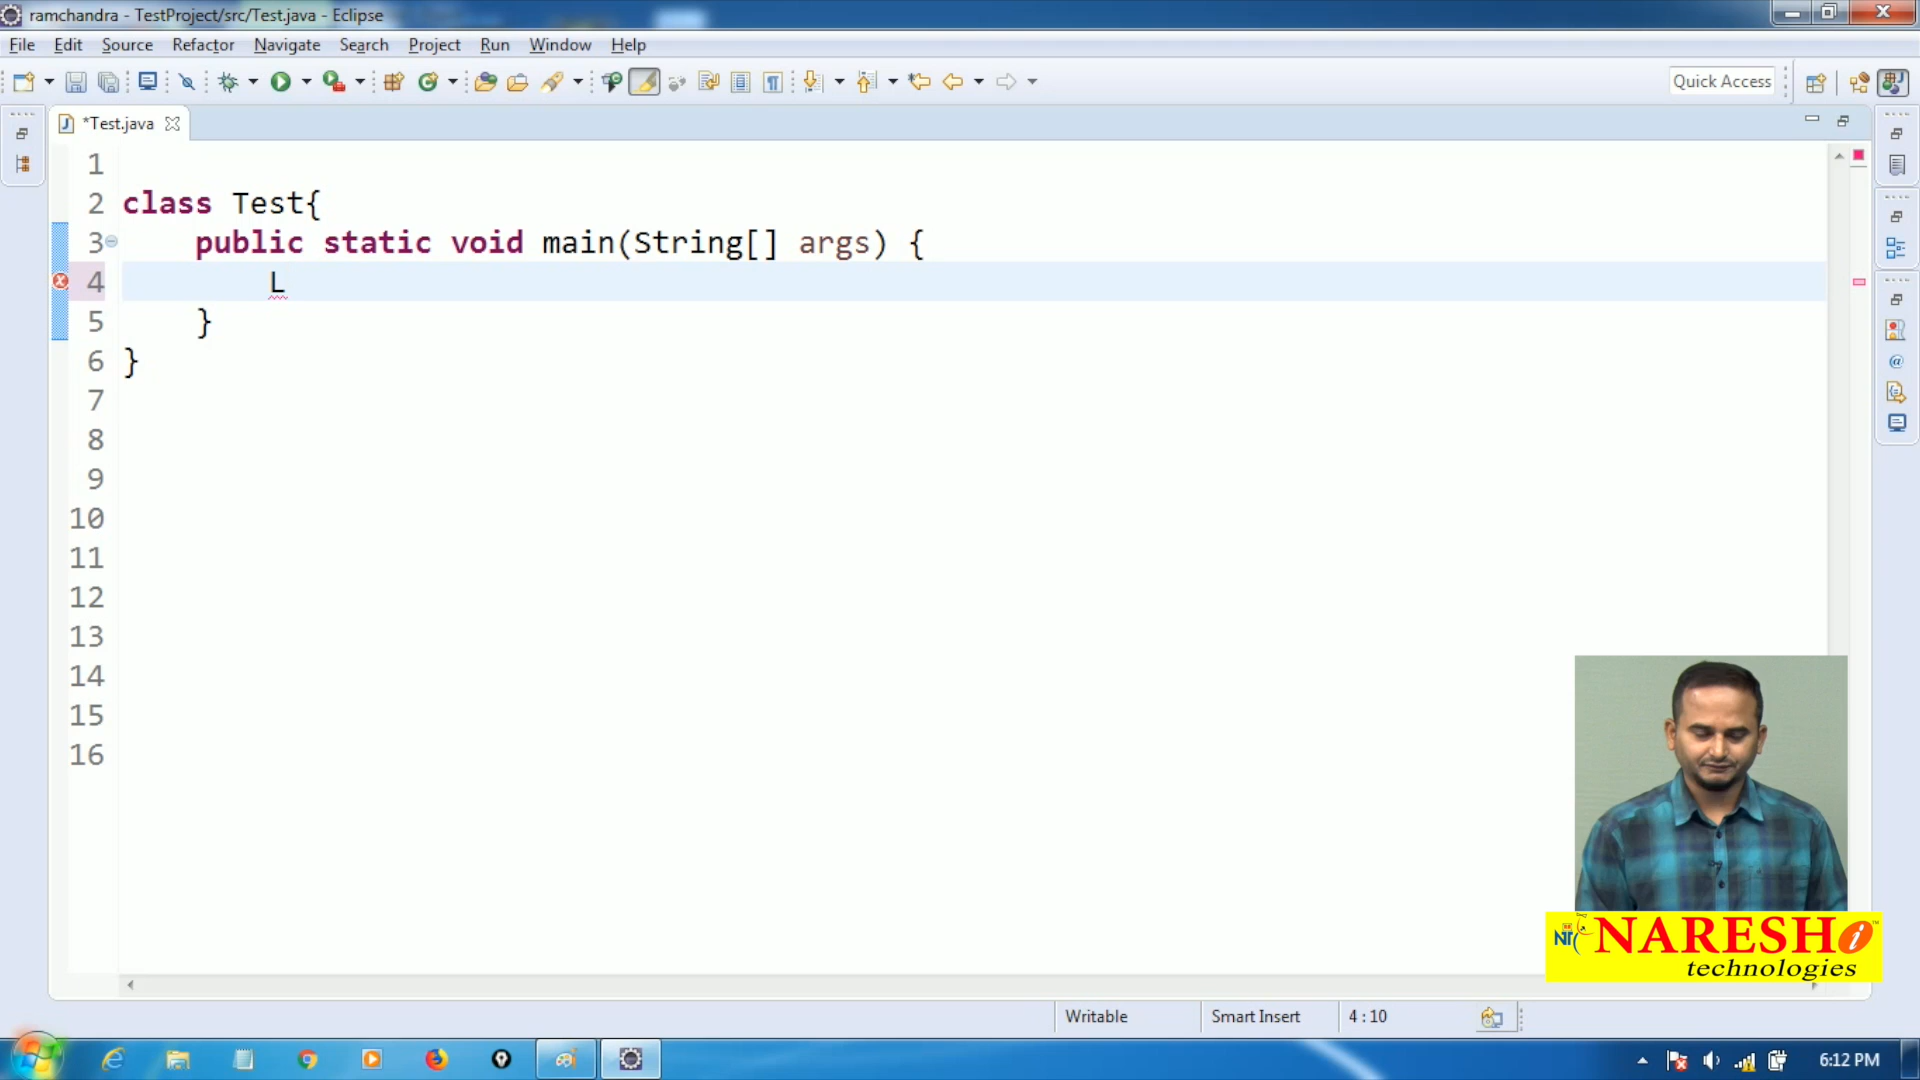 ramchandra - TestProject/src/Test.java - Eclipse
File Edit Source Refactor Navigate Search Project Run Window Help
Quick Access
*Test.java
1
2 class Test{
3 public static void main(String[] args) {
4 L
5 }
6 }
7
8
9
10
11
12
13
14
15
16
NARESH i
technologies
Writable Smart Insert 4 : 10
6:12 PM